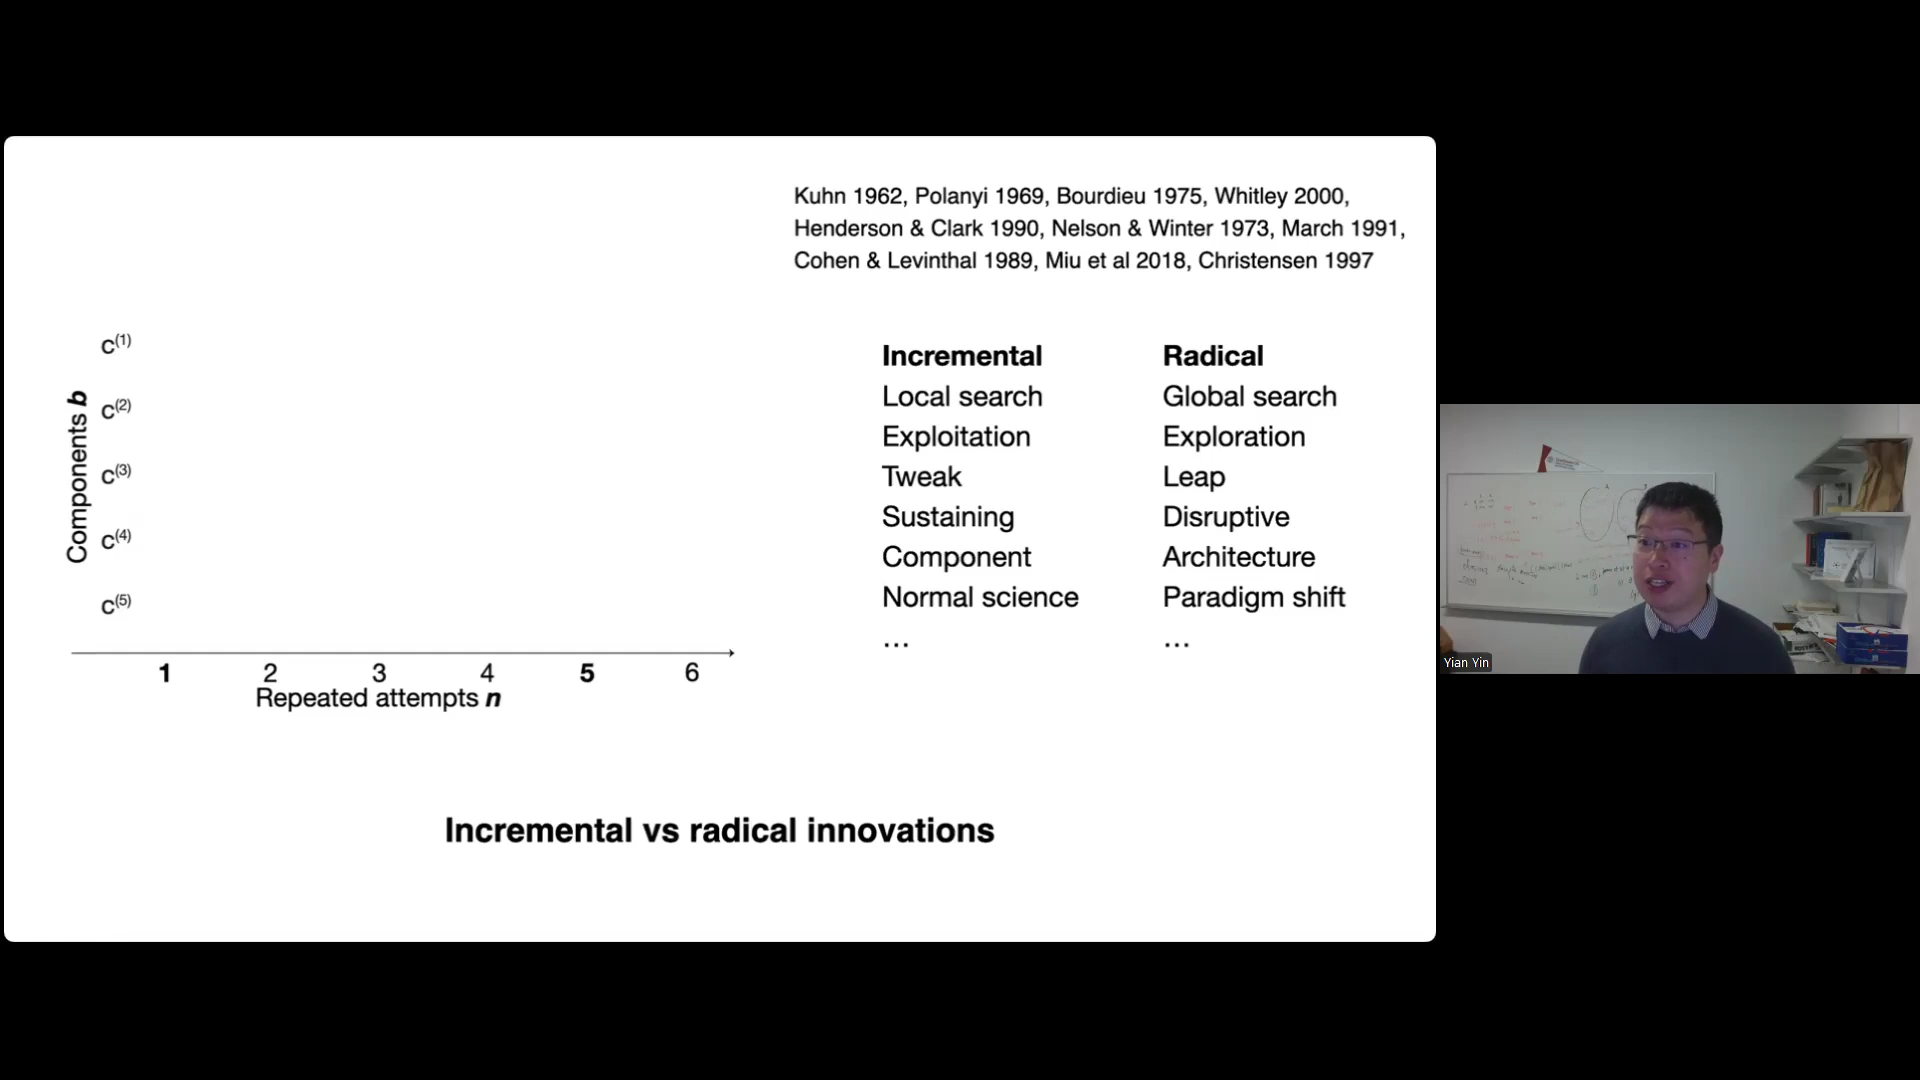 Kuhn 1962, Polanyi 1969, Bourdieu 1975, Whitley 2000,
Henderson & Clark 1990, Nelson & Winter 1973, March 1991,
Cohen & Levinthal 1989, Miu et al 2018, Christensen 1997
Components b
c(1)
c(2)
c(3)
c(4)
c(5)
1 2 3 4 5 6
Repeated attempts n
Incremental Radical
Local search Global search
Exploitation Exploration
Tweak Leap
Sustaining Disruptive
Component Architecture
Normal science Paradigm shift
... ...
Incremental vs radical innovations
Yian Yin